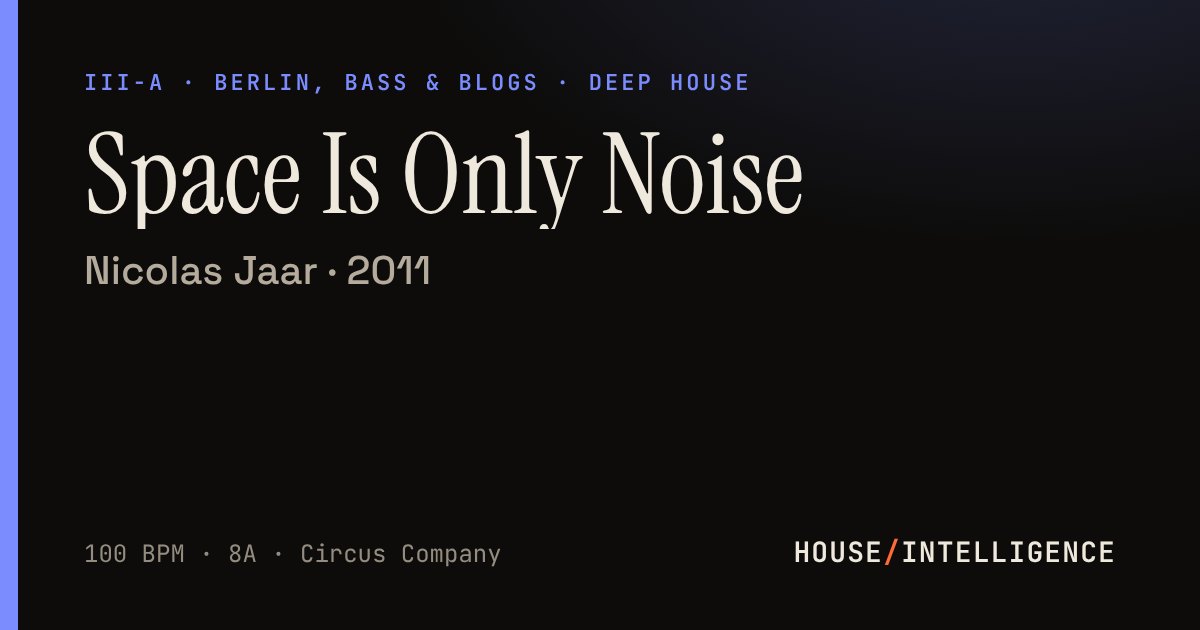 III-A · BERLIN, BASS & BLOGS · DEEP HOUSE
Space Is Only Noise
Nicolas Jaar · 2011
100 BPM · 8A · Circus Company
HOUSE/INTELLIGENCE